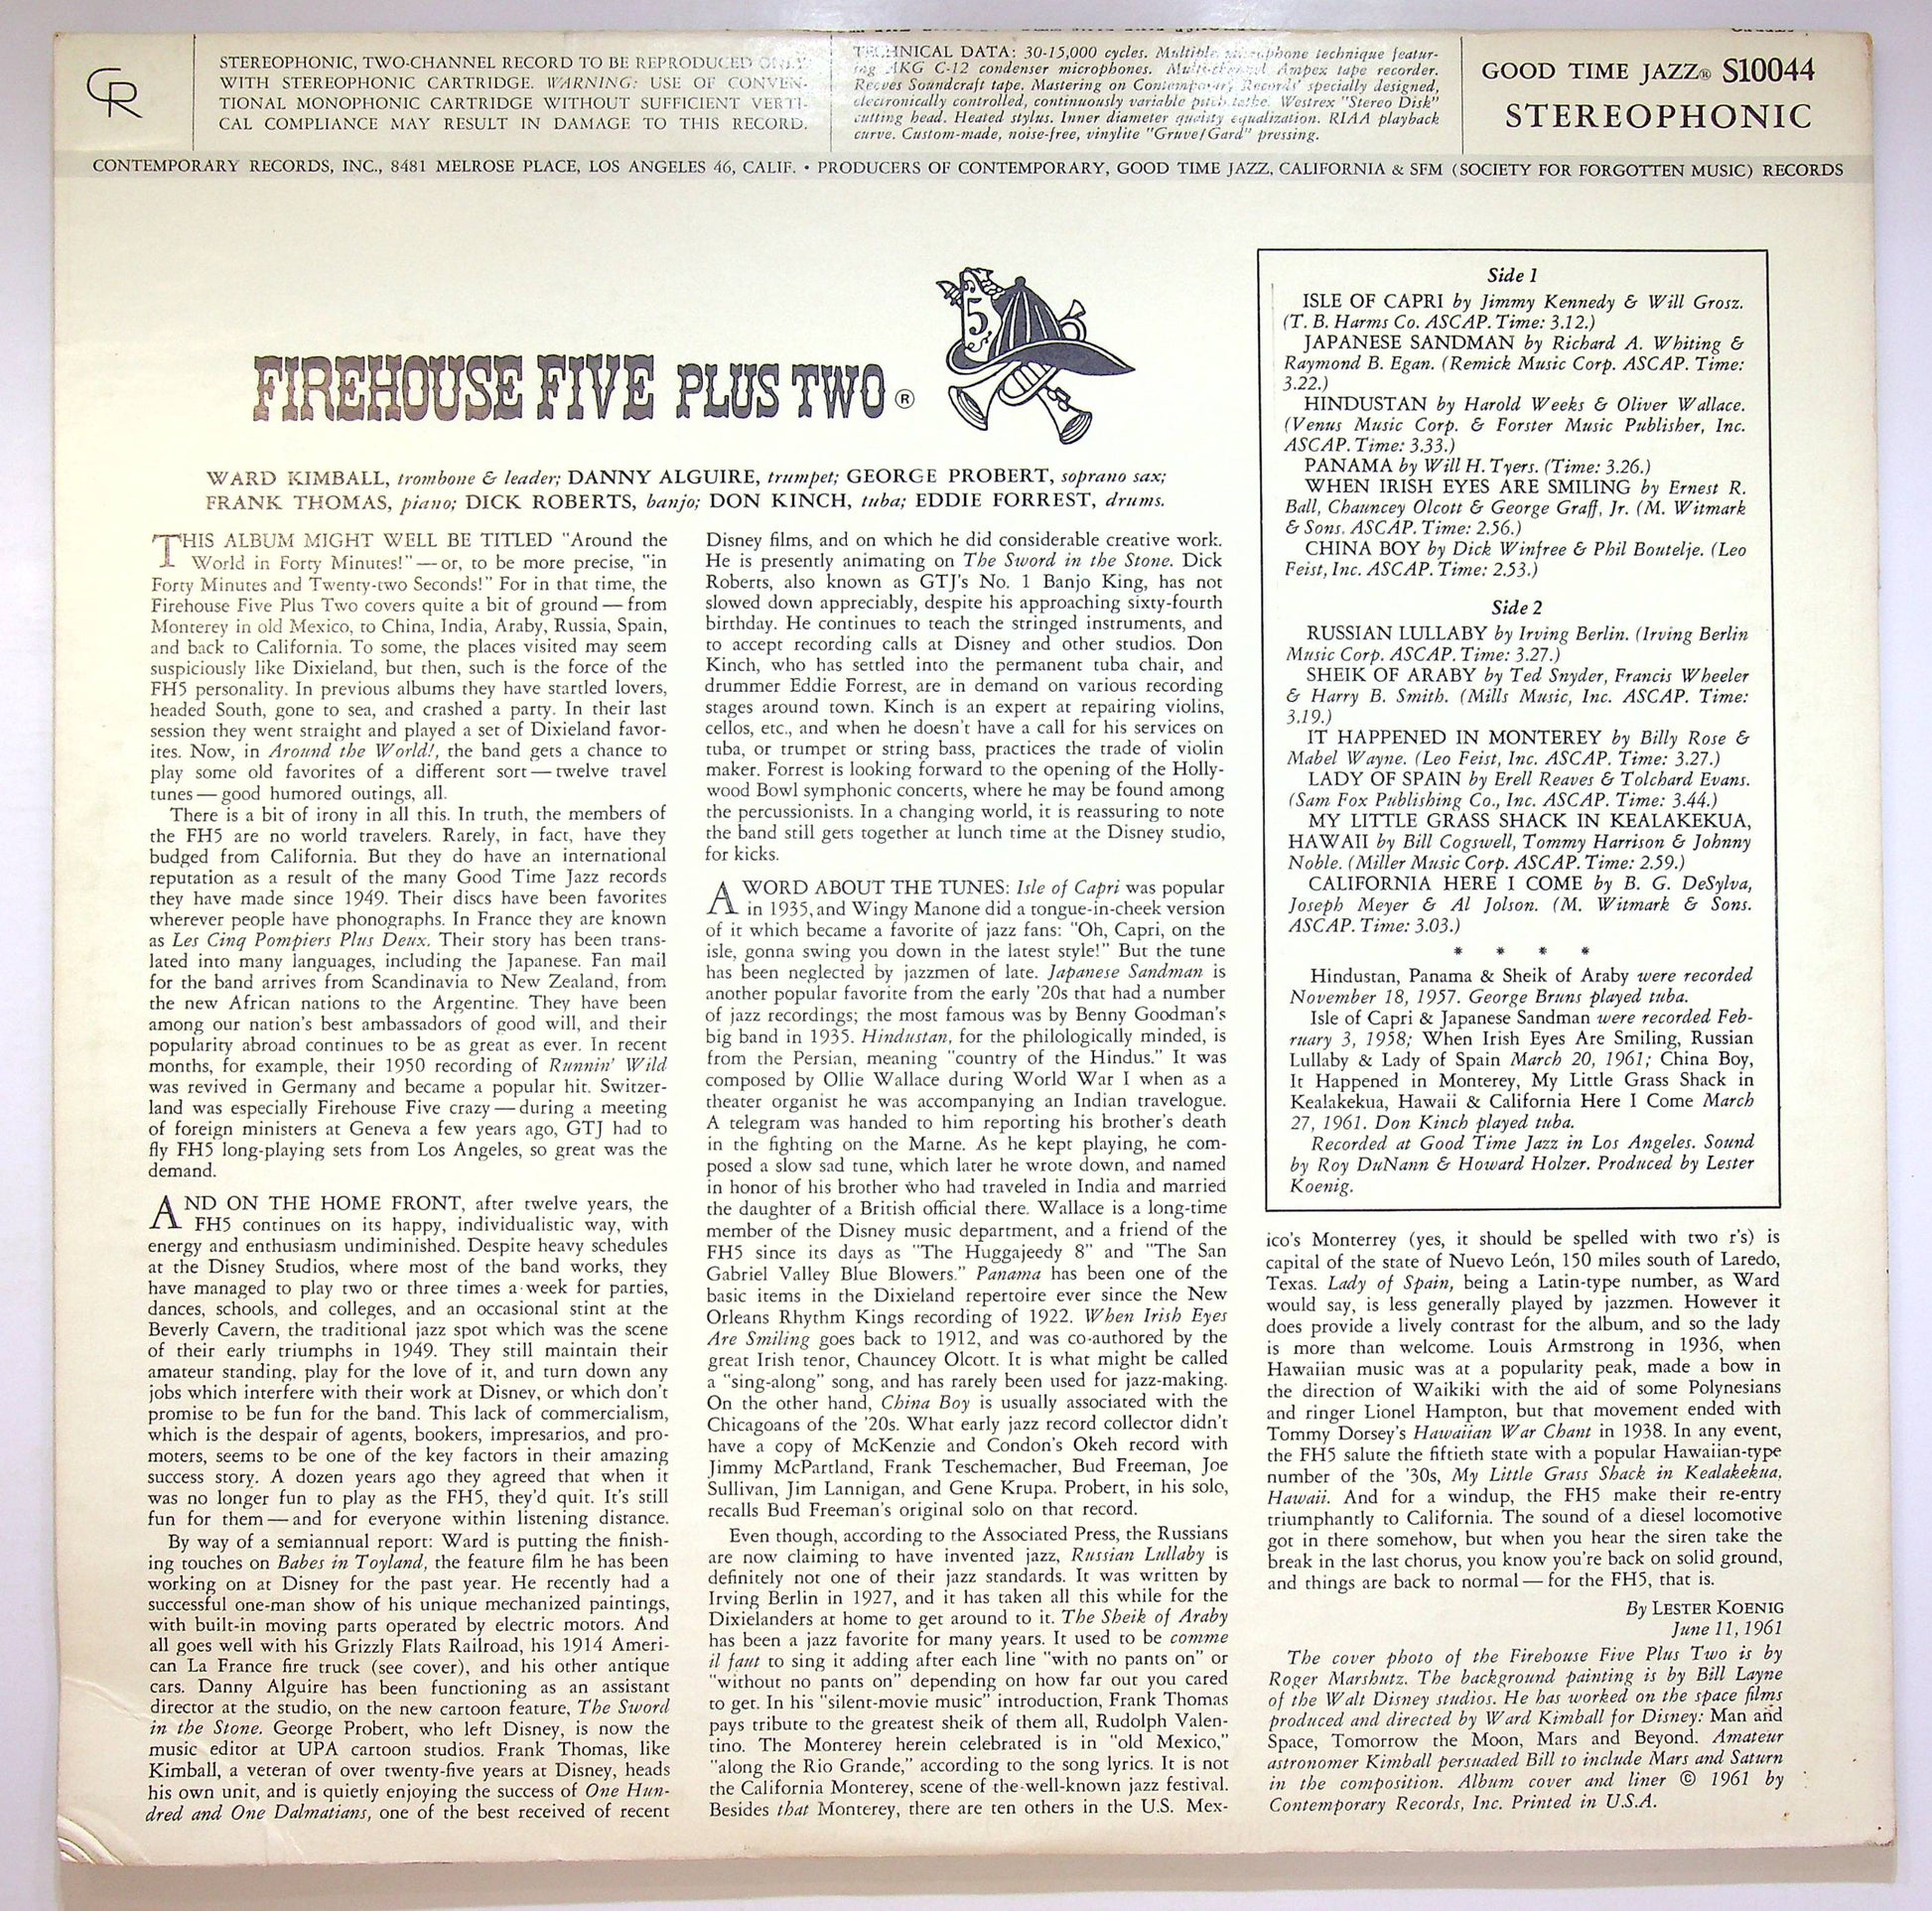 CR
STEREOPHONIC, TWO-CHANNEL RECORD TO BE REPRODUCED ONLY
WITH STEREOPHONIC CARTRIDGE. WARNING: USE OF CONVEN-
TIONAL MONOPHONIC CARTRIDGE WITHOUT SUFFICIENT VERTI-
CAL COMPLIANCE MAY RESULT IN DAMAGE TO THIS RECORD.
TECHNICAL DATA: 30-15,000 cycles. Multiple microphone technique featur-
ing AKG C-12 condenser microphones. Multi-channel Ampex tape recorder.
Reeves Soundcraft tape. Mastering on Contemporary Records' specially designed,
electronically controlled, continuously variable pitch lathe. Westrex "Stereo Disk"
cutting head. Heated stylus. Inner diameter quality equalization. RIAA playback
curve. Custom-made, noise-free, vinylite "Gruve/Gard" pressing.
GOOD TIME JAZZ® S10044
STEREOPHONIC
CONTEMPORARY RECORDS, INC., 8481 MELROSE PLACE, LOS ANGELES 46, CALIF. • PRODUCERS OF CONTEMPORARY, GOOD TIME JAZZ, CALIFORNIA & SFM (SOCIETY FOR FORGOTTEN MUSIC) RECORDS
5
FIREHOUSE FIVE PLUS TWO ®
WARD KIMBALL, trombone & leader; DANNY ALGUIRE, trumpet; GEORGE PROBERT, soprano sax;
FRANK THOMAS, piano; DICK ROBERTS, banjo; DON KINCH, tuba; EDDIE FORREST, drums.
THIS ALBUM MIGHT WELL BE TITLED "Around the
World in Forty Minutes!" — or, to be more precise, "in
Forty Minutes and Twenty-two Seconds!" For in that time, the
Firehouse Five Plus Two covers quite a bit of ground — from
Monterey in old Mexico, to China, India, Araby, Russia, Spain,
and back to California. To some, the places visited may seem
suspiciously like Dixieland, but then, such is the force of the
FH5 personality. In previous albums they have startled lovers,
headed South, gone to sea, and crashed a party. In their last
session they went straight and played a set of Dixieland favor-
ites. Now, in Around the World!, the band gets a chance to
play some old favorites of a different sort — twelve travel
tunes — good humored outings, all.
There is a bit of irony in all this. In truth, the members of
the FH5 are no world travelers. Rarely, in fact, have they
budged from California. But they do have an international
reputation as a result of the many Good Time Jazz records
they have made since 1949. Their discs have been favorites
wherever people have phonographs. In France they are known
as Les Cinq Pompiers Plus Deux. Their story has been trans-
lated into many languages, including the Japanese. Fan mail
for the band arrives from Scandinavia to New Zealand, from
the new African nations to the Argentine. They have been
among our nation's best ambassadors of good will, and their
popularity abroad continues to be as great as ever. In recent
months, for example, their 1950 recording of Runnin' Wild
was revived in Germany and became a popular hit. Switzer-
land was especially Firehouse Five crazy — during a meeting
of foreign ministers at Geneva a few years ago, GTJ had to
fly FH5 long-playing sets from Los Angeles, so great was the
demand.
AND ON THE HOME FRONT, after twelve years, the
FH5 continues on its happy, individualistic way, with
energy and enthusiasm undiminished. Despite heavy schedules
at the Disney Studios, where most of the band works, they
have managed to play two or three times a week for parties,
dances, schools, and colleges, and an occasional stint at the
Beverly Cavern, the traditional jazz spot which was the scene
of their early triumphs in 1949. They still maintain their
amateur standing, play for the love of it, and turn down any
jobs which interfere with their work at Disney, or which don't
promise to be fun for the band. This lack of commercialism,
which is the despair of agents, bookers, impresarios, and pro-
moters, seems to be one of the key factors in their amazing
success story. A dozen years ago they agreed that when it
was no longer fun to play as the FH5, they'd quit. It's still
fun for them — and for everyone within listening distance.
By way of a semiannual report: Ward is putting the finish-
ing touches on Babes in Toyland, the feature film he has been
working on at Disney for the past year. He recently had a
successful one-man show of his unique mechanized paintings,
with built-in moving parts operated by electric motors. And
all goes well with his Grizzly Flats Railroad, his 1914 Ameri-
can La France fire truck (see cover), and his other antique
cars. Danny Alguire has been functioning as an assistant
director at the studio, on the new cartoon feature, The Sword
in the Stone. George Probert, who left Disney, is now the
music editor at UPA cartoon studios. Frank Thomas, like
Kimball, a veteran of over twenty-five years at Disney, heads
his own unit, and is quietly enjoying the success of One Hun-
dred and One Dalmatians, one of the best received of recent
Disney films, and on which he did considerable creative work.
He is presently animating on The Sword in the Stone. Dick
Roberts, also known as GTJ's No. 1 Banjo King, has not
slowed down appreciably, despite his approaching sixty-fourth
birthday. He continues to teach the stringed instruments, and
to accept recording calls at Disney and other studios. Don
Kinch, who has settled into the permanent tuba chair, and
drummer Eddie Forrest, are in demand on various recording
stages around town. Kinch is an expert at repairing violins,
cellos, etc., and when he doesn't have a call for his services on
tuba, or trumpet or string bass, practices the trade of violin
maker. Forrest is looking forward to the opening of the Holly-
wood Bowl symphonic concerts, where he may be found among
the percussionists. In a changing world, it is reassuring to note
the band still gets together at lunch time at the Disney studio,
for kicks.
A WORD ABOUT THE TUNES: Isle of Capri was popular
in 1935, and Wingy Manone did a tongue-in-cheek version
of it which became a favorite of jazz fans: "Oh, Capri, on the
isle, gonna swing you down in the latest style!" But the tune
has been neglected by jazzmen of late. Japanese Sandman is
another popular favorite from the early '20s that had a number
of jazz recordings; the most famous was by Benny Goodman's
big band in 1935. Hindustan, for the philologically minded, is
from the Persian, meaning "country of the Hindus." It was
composed by Ollie Wallace during World War I when as a
theater organist he was accompanying an Indian travelogue.
A telegram was handed to him reporting his brother's death
in the fighting on the Marne. As he kept playing, he com-
posed a slow sad tune, which later he wrote down, and named
in honor of his brother who had traveled in India and married
the daughter of a British official there. Wallace is a long-time
member of the Disney music department, and a friend of the
FH5 since its days as "The Huggajeedy 8" and "The San
Gabriel Valley Blue Blowers." Panama has been one of the
basic items in the Dixieland repertoire ever since the New
Orleans Rhythm Kings recording of 1922. When Irish Eyes
Are Smiling goes back to 1912, and was co-authored by the
great Irish tenor, Chauncey Olcott. It is what might be called
a "sing-along" song, and has rarely been used for jazz-making.
On the other hand, China Boy is usually associated with the
Chicagoans of the '20s. What early jazz record collector didn't
have a copy of McKenzie and Condon's Okeh record with
Jimmy McPartland, Frank Teschemacher, Bud Freeman, Joe
Sullivan, Jim Lannigan, and Gene Krupa. Probert, in his solo,
recalls Bud Freeman's original solo on that record.
Even though, according to the Associated Press, the Russians
are now claiming to have invented jazz, Russian Lullaby is
definitely not one of their jazz standards. It was written by
Irving Berlin in 1927, and it has taken all this while for the
Dixielanders at home to get around to it. The Sheik of Araby
has been a jazz favorite for many years. It used to be comme
il faut to sing it adding after each line "with no pants on" or
"without no pants on" depending on how far out you cared
to get. In his "silent-movie music" introduction, Frank Thomas
pays tribute to the greatest sheik of them all, Rudolph Valen-
tino. The Monterey herein celebrated is in "old Mexico,"
"along the Rio Grande," according to the song lyrics. It is not
the California Monterey, scene of the well-known jazz festival.
Besides that Monterey, there are ten others in the U.S. Mex-
Side 1
ISLE OF CAPRI by Jimmy Kennedy & Will Grosz.
(T. B. Harms Co. ASCAP. Time: 3.12.)
JAPANESE SANDMAN by Richard A. Whiting &
Raymond B. Egan. (Remick Music Corp. ASCAP. Time:
3.22.)
HINDUSTAN by Harold Weeks & Oliver Wallace.
(Venus Music Corp. & Forster Music Publisher, Inc.
ASCAP. Time: 3.33.)
PANAMA by Will H. Tyers. (Time: 3.26.)
WHEN IRISH EYES ARE SMILING by Ernest R.
Ball, Chauncey Olcott & George Graff, Jr. (M. Witmark
& Sons. ASCAP. Time: 2.56.)
CHINA BOY by Dick Winfree & Phil Boutelje. (Leo
Feist, Inc. ASCAP. Time: 2.53.)
Side 2
RUSSIAN LULLABY by Irving Berlin. (Irving Berlin
Music Corp. ASCAP. Time: 3.27.)
SHEIK OF ARABY by Ted Snyder, Francis Wheeler
& Harry B. Smith. (Mills Music, Inc. ASCAP. Time:
3.19.)
IT HAPPENED IN MONTEREY by Billy Rose &
Mabel Wayne. (Leo Feist, Inc. ASCAP. Time: 3.27.)
LADY OF SPAIN by Erell Reaves & Tolchard Evans.
(Sam Fox Publishing Co., Inc. ASCAP. Time: 3.44.)
MY LITTLE GRASS SHACK IN KEALAKEKUA,
HAWAII by Bill Cogswell, Tommy Harrison & Johnny
Noble. (Miller Music Corp. ASCAP. Time: 2.59.)
CALIFORNIA HERE I COME by B. G. DeSylva,
Joseph Meyer & Al Jolson. (M. Witmark & Sons.
ASCAP. Time: 3.03.)
* * * *
Hindustan, Panama & Sheik of Araby were recorded
November 18, 1957. George Bruns played tuba.
Isle of Capri & Japanese Sandman were recorded Feb-
ruary 3, 1958; When Irish Eyes Are Smiling, Russian
Lullaby & Lady of Spain March 20, 1961; China Boy,
It Happened in Monterey, My Little Grass Shack in
Kealakekua, Hawaii & California Here I Come March
27, 1961. Don Kinch played tuba.
Recorded at Good Time Jazz in Los Angeles. Sound
by Roy DuNann & Howard Holzer. Produced by Lester
Koenig.
ico's Monterrey (yes, it should be spelled with two r's) is
capital of the state of Nuevo León, 150 miles south of Laredo,
Texas. Lady of Spain, being a Latin-type number, as Ward
would say, is less generally played by jazzmen. However it
does provide a lively contrast for the album, and so the lady
is more than welcome. Louis Armstrong in 1936, when
Hawaiian music was at a popularity peak, made a bow in
the direction of Waikiki with the aid of some Polynesians
and ringer Lionel Hampton, but that movement ended with
Tommy Dorsey's Hawaiian War Chant in 1938. In any event,
the FH5 salute the fiftieth state with a popular Hawaiian-type
number of the '30s, My Little Grass Shack in Kealakekua,
Hawaii. And for a windup, the FH5 make their re-entry
triumphantly to California. The sound of a diesel locomotive
got in there somehow, but when you hear the siren take the
break in the last chorus, you know you're back on solid ground,
and things are back to normal — for the FH5, that is.
By LESTER KOENIG
June 11, 1961
The cover photo of the Firehouse Five Plus Two is by
Roger Marshutz. The background painting is by Bill Layne
of the Walt Disney studios. He has worked on the space films
produced and directed by Ward Kimball for Disney: Man and
Space, Tomorrow the Moon, Mars and Beyond. Amateur
astronomer Kimball persuaded Bill to include Mars and Saturn
in the composition. Album cover and liner © 1961 by
Contemporary Records, Inc. Printed in U.S.A.